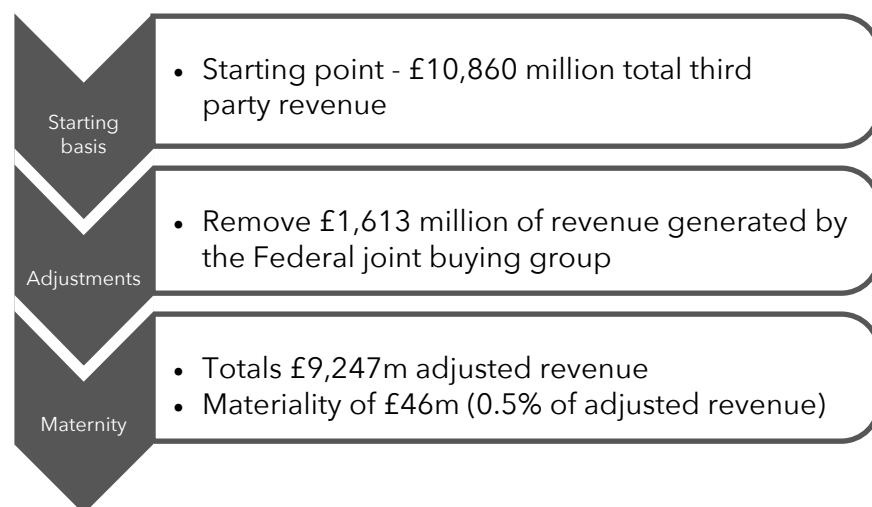 Starting
basis
• Starting point - £10,860 million total third
party revenue
Adjustments
• Remove £1,613 million of revenue generated by
the Federal joint buying group
Maternity
• Totals £9,247m adjusted revenue
• Materiality of £46m (0.5% of adjusted revenue)